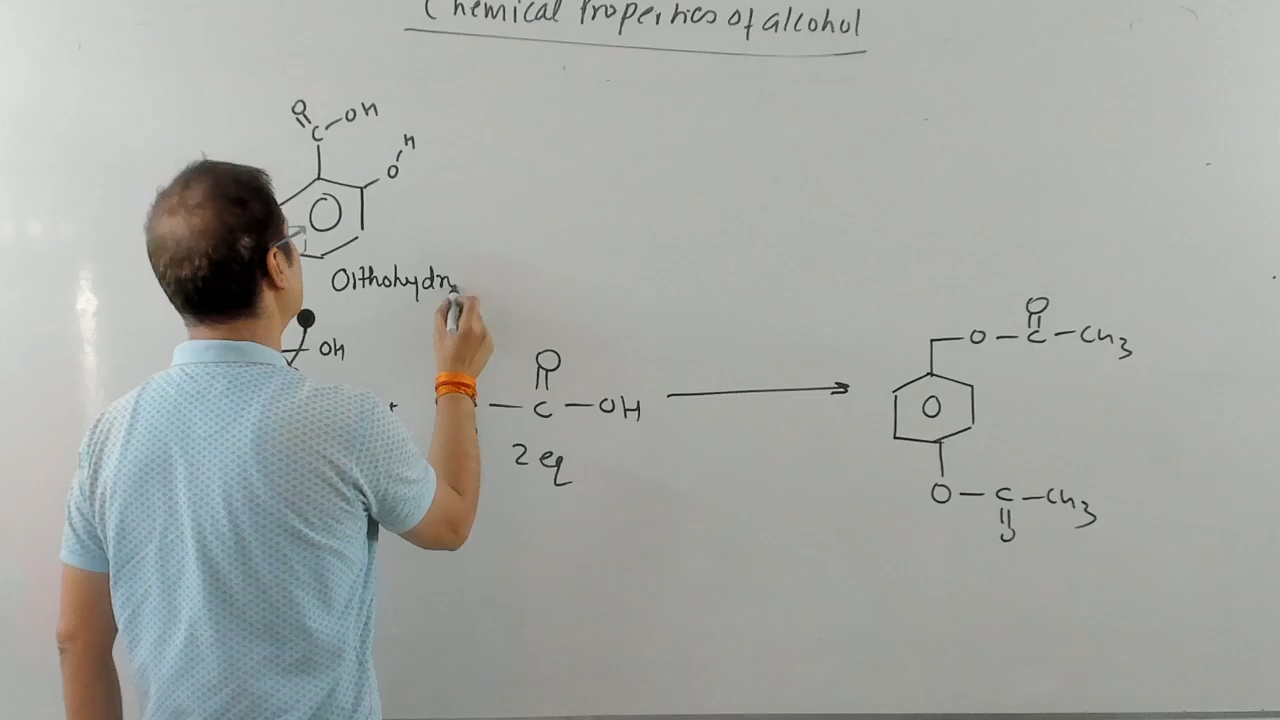 Chemical Properties of alcohol
O
C OH
H
O
O
Orthohydr
OH
O
+ C OH
2 eq
O
O C CH3
O
O C CH3
O